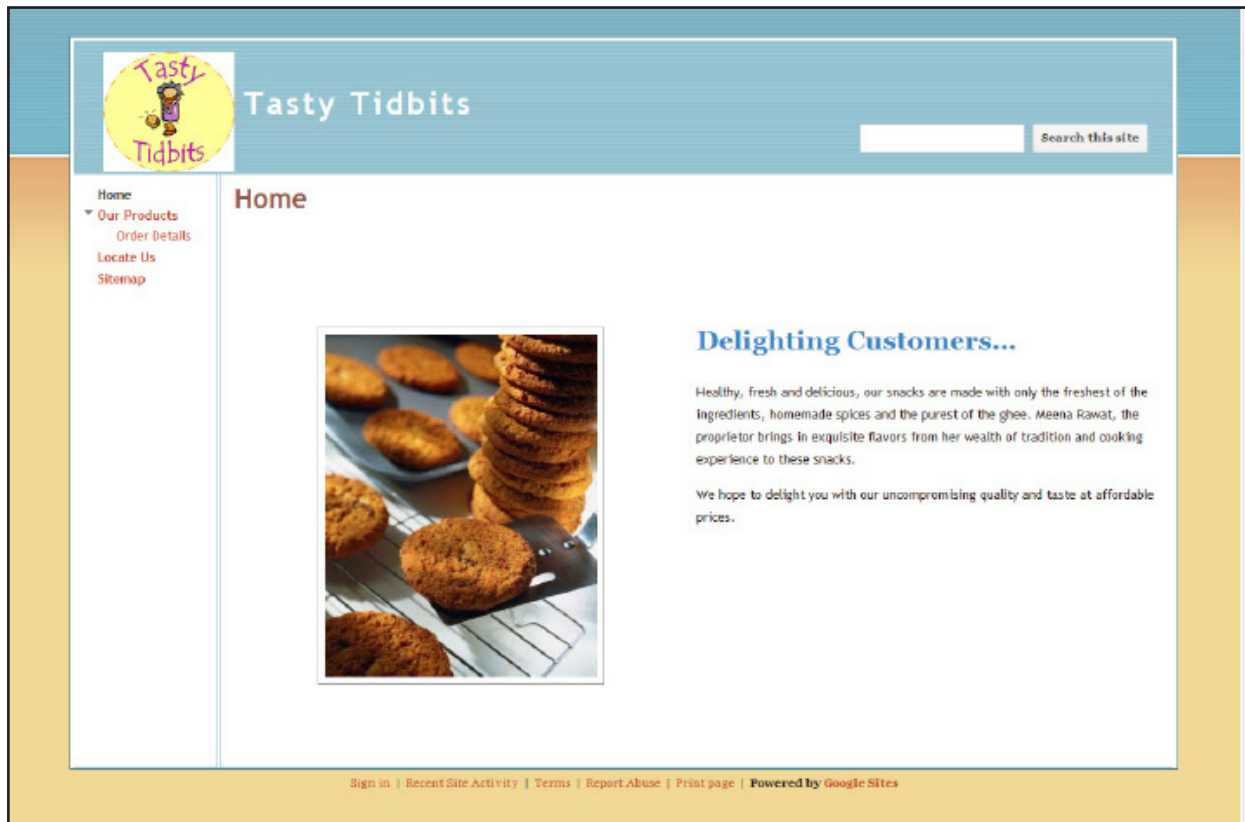 Tasty
Tidbits
Tasty Tidbits
Search this site
Home
Our Products
Order Details
Locate Us
Sitemap
Home
Delighting Customers...
Healthy, fresh and delicious, our snacks are made with only the freshest of the
ingredients, homemade spices and the purest of the ghee. Meena Rawat, the
proprietor brings in exquisite flavors from her wealth of tradition and cooking
experience to these snacks.
We hope to delight you with our uncompromising quality and taste at affordable
prices.
Sign in | Recent Site Activity | Terms | Report Abuse | Print page | Powered by Google Sites